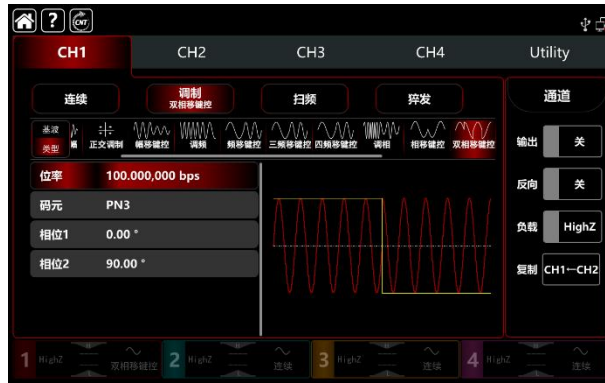 ? CNT
CH1 CH2 CH3 CH4 Utility
连续 调制 扫频 猝发 通道
双相移键控
基波
类型 正交调制 幅移键控 调频 频移键控 三频移键控 四频移键控 调相 相移键控 双相移键控
输出 关
位率 100.000,000 bps
反向 关
码元 PN3
相位1 0.00 °
负载 HighZ
相位2 90.00 °
复制 CH1←CH2
1 HighZ 双相移键控 2 HighZ 连续 3 HighZ 连续 4 HighZ 连续